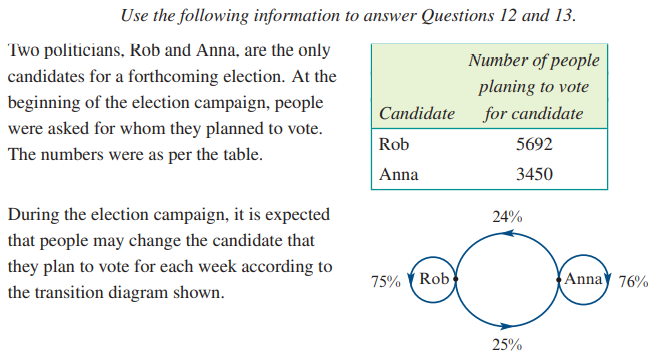 Use the following information to answer Questions 12 and 13.
Two politicians, Rob and Anna, are the only
candidates for a forthcoming election. At the
beginning of the election campaign, people
were asked for whom they planned to vote.
The numbers were as per the table.
Number of people
planing to vote
Candidate for candidate
Rob 5692
Anna 3450
During the election campaign, it is expected
that people may change the candidate that
they plan to vote for each week according to
the transition diagram shown.
24%
75% Rob Anna 76%
25%